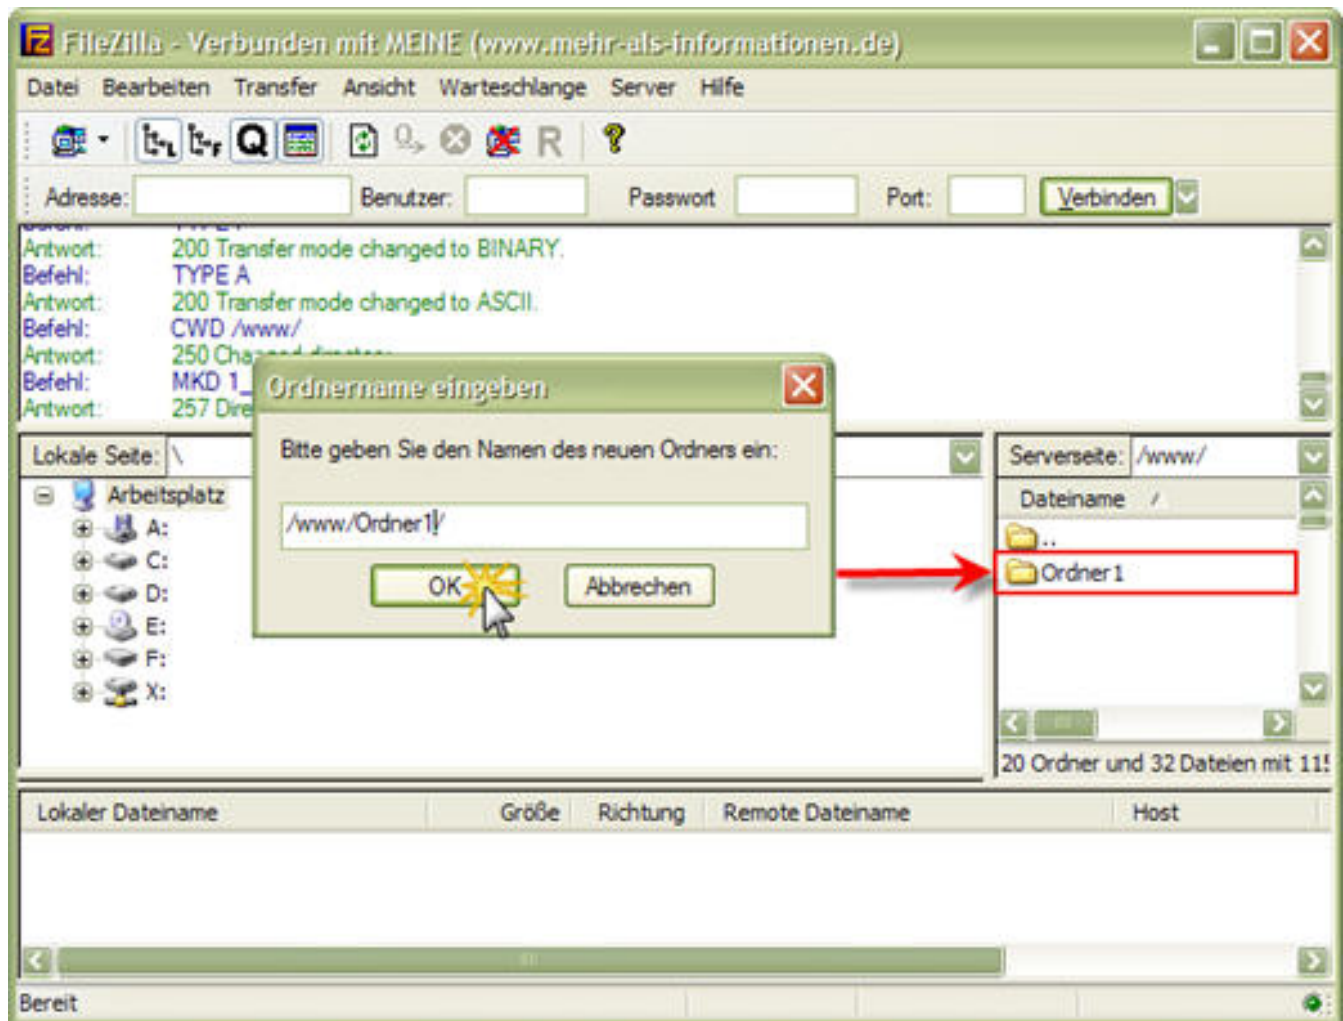 FileZilla - Verbunden mit MEINE (www.mehr-als-informationen.de)
Datei Bearbeiten Transfer Ansicht Warteschlange Server Hilfe
Adresse: Benutzer: Passwort Port: Verbinden
Antwort: 200 Transfer mode changed to BINARY.
Befehl: TYPE A
Antwort: 200 Transfer mode changed to ASCII.
Befehl: CWD /www/
Antwort: 250
Befehl: MKD 1_
Antwort: 257
Ordnername eingeben
Bitte geben Sie den Namen des neuen Ordners ein:
/www/Ordner1/
OK Abbrechen
Lokale Seite: \
Arbeitsplatz
A:
C:
D:
E:
F:
X:
Serverseite: /www/
Dateiname /
..
Ordner1
20 Ordner und 32 Dateien mit
Lokaler Dateiname Größe Richtung Remote Dateiname Host
Bereit